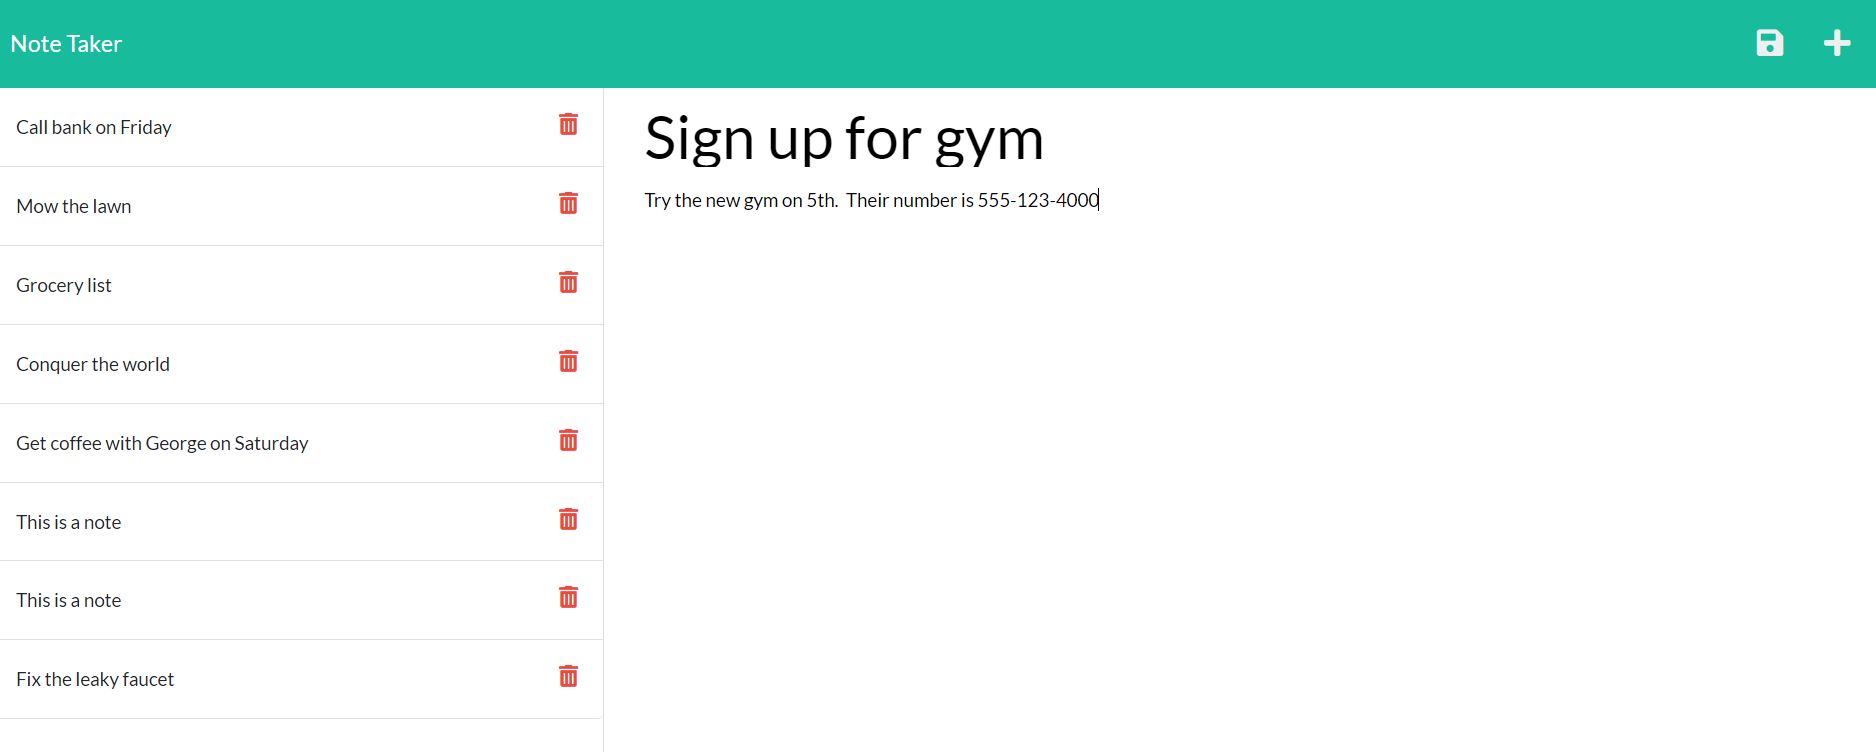 Note Taker
Call bank on Friday
Mow the lawn
Grocery list
Conquer the world
Get coffee with George on Saturday
This is a note
This is a note
Fix the leaky faucet
Sign up for gym
Try the new gym on 5th.  Their number is 555-123-4000